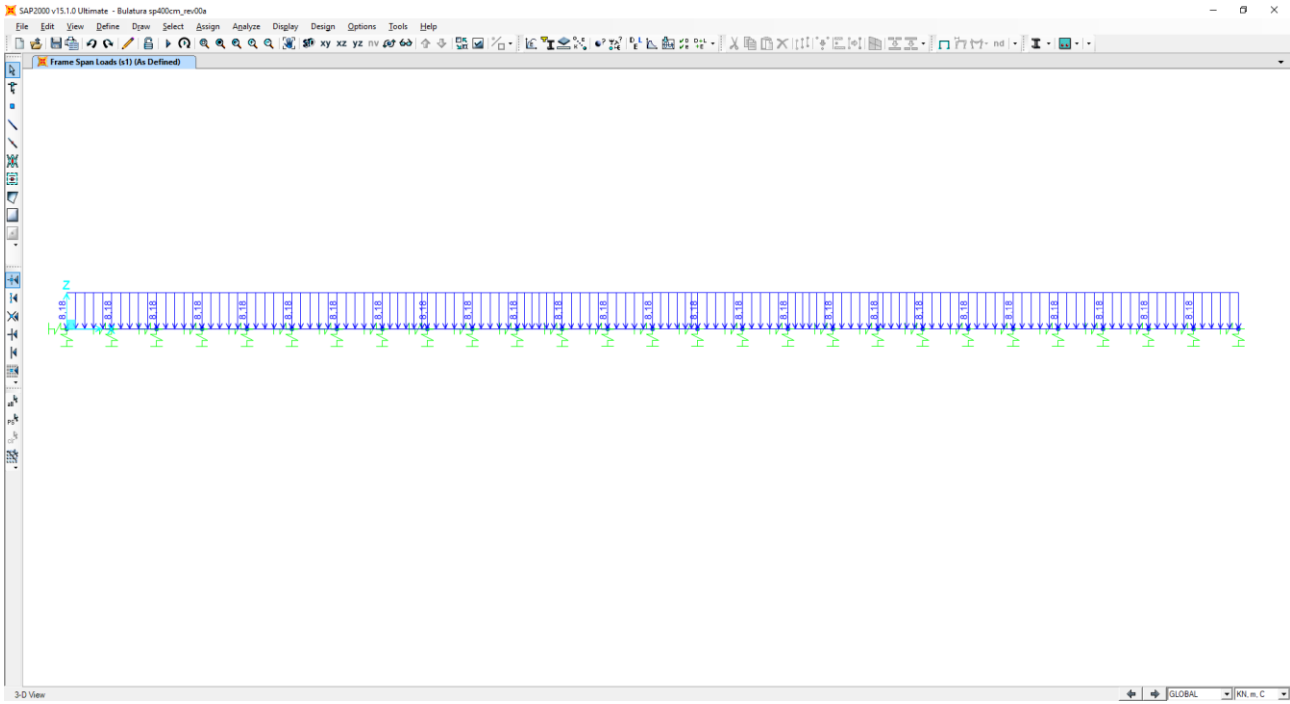 SAP2000 v15.1.0 Ultimate - Bulatura sp400cm_rev00a
File Edit View Define Draw Select Assign Analyze Display Design Options Tools Help
xy xz yz nv nd
Frame Span Loads (s1) (As Defined)
Z
8.18 8.18 8.18 8.18 8.18 8.18 8.18 8.18 8.18 8.18 8.18 8.18 8.18 8.18 8.18 8.18 8.18 8.18 8.18 8.18 8.18 8.18 8.18 8.18 8.18 8.18
all
PS
clr
3-D View
GLOBAL
KN, m, C